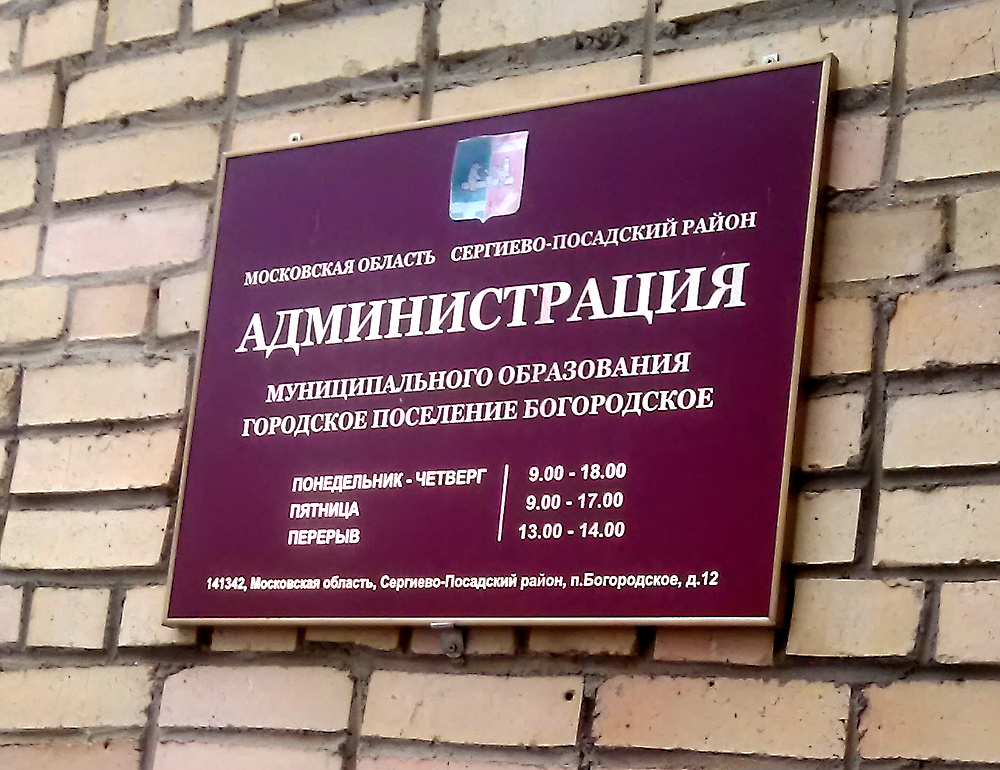 МОСКОВСКАЯ ОБЛАСТЬ СЕРГИЕВО-ПОСАДСКИЙ РАЙОН
АДМИНИСТРАЦИЯ
МУНИЦИПАЛЬНОГО ОБРАЗОВАНИЯ
ГОРОДСКОЕ ПОСЕЛЕНИЕ БОГОРОДСКОЕ
ПОНЕДЕЛЬНИК - ЧЕТВЕРГ 9.00 - 18.00
ПЯТНИЦА 9.00 - 17.00
ПЕРЕРЫВ 13.00 - 14.00
141342, Московская область, Сергиево-Посадский район, п.Богородское, д.12